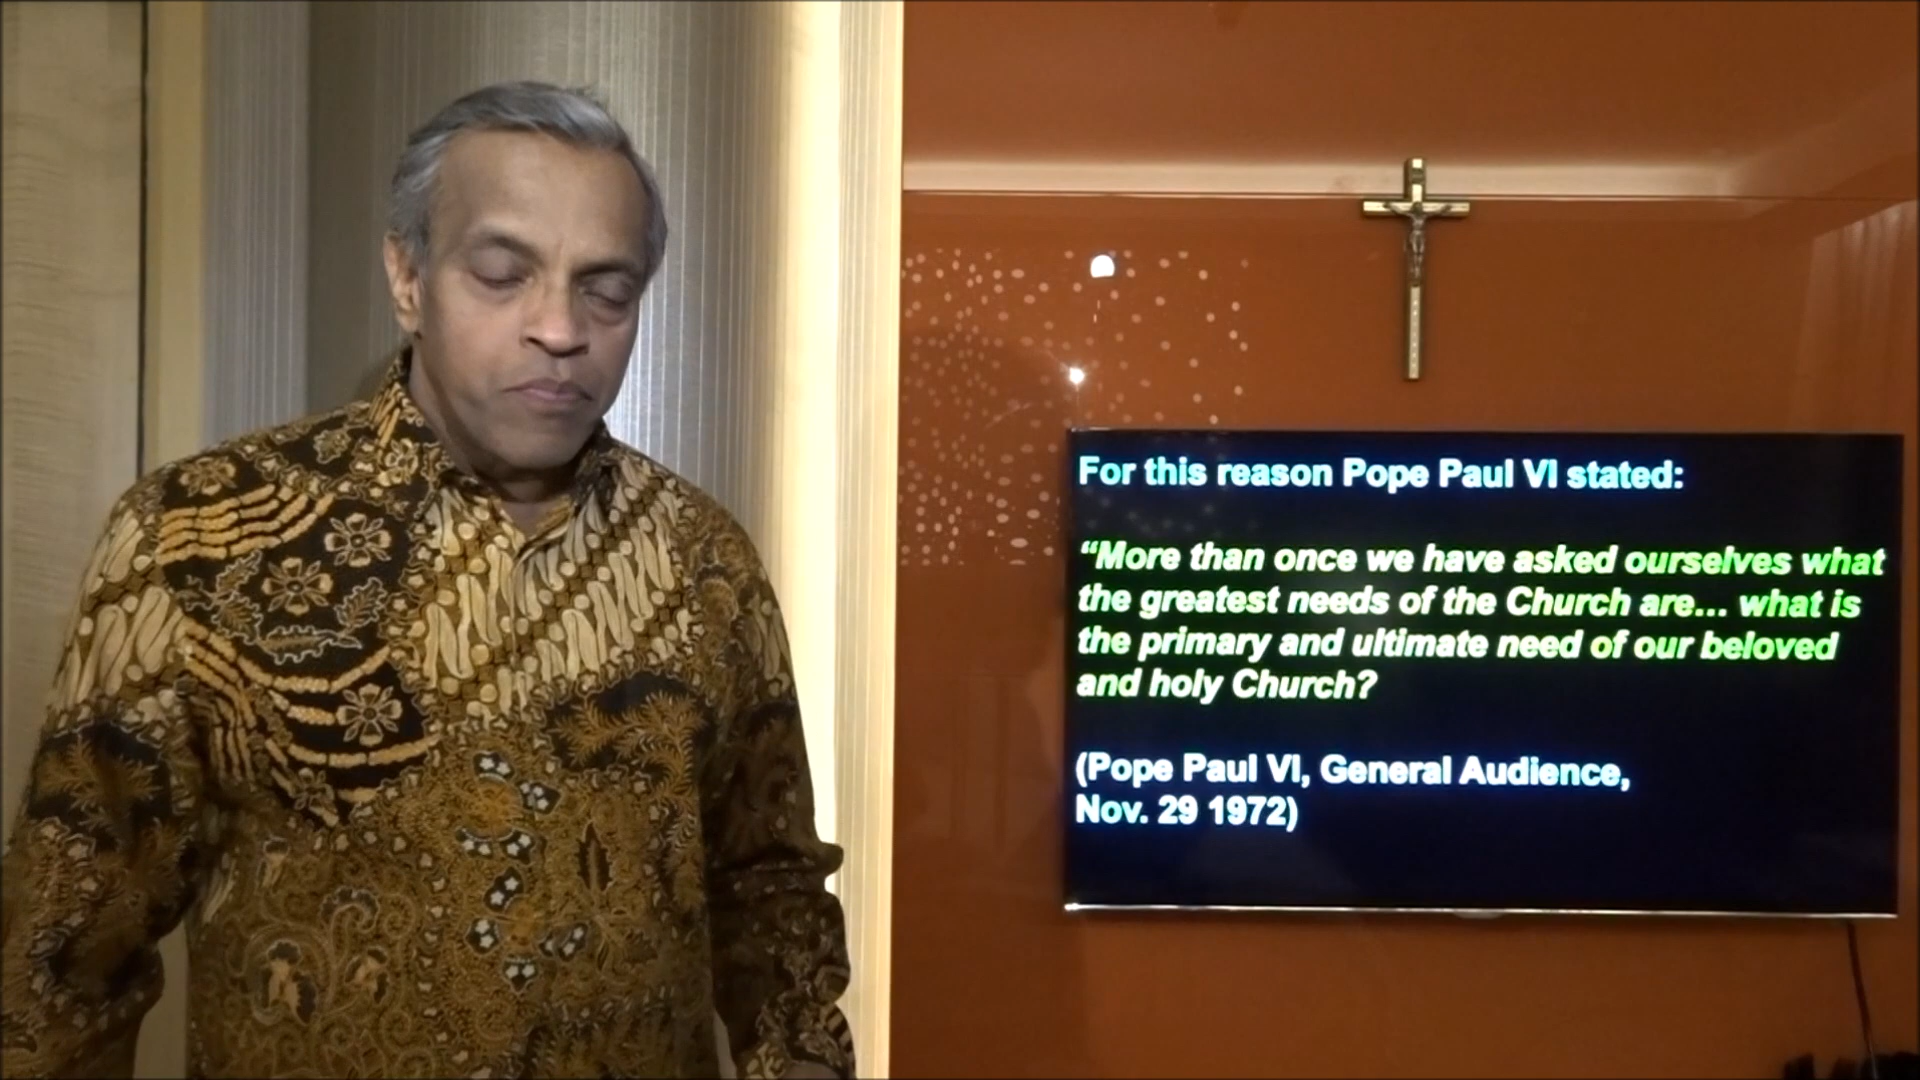 For this reason Pope Paul VI stated:
“More than once we have asked ourselves what
the greatest needs of the Church are... what is
the primary and ultimate need of our beloved
and holy Church?
(Pope Paul VI, General Audience,
Nov. 29 1972)